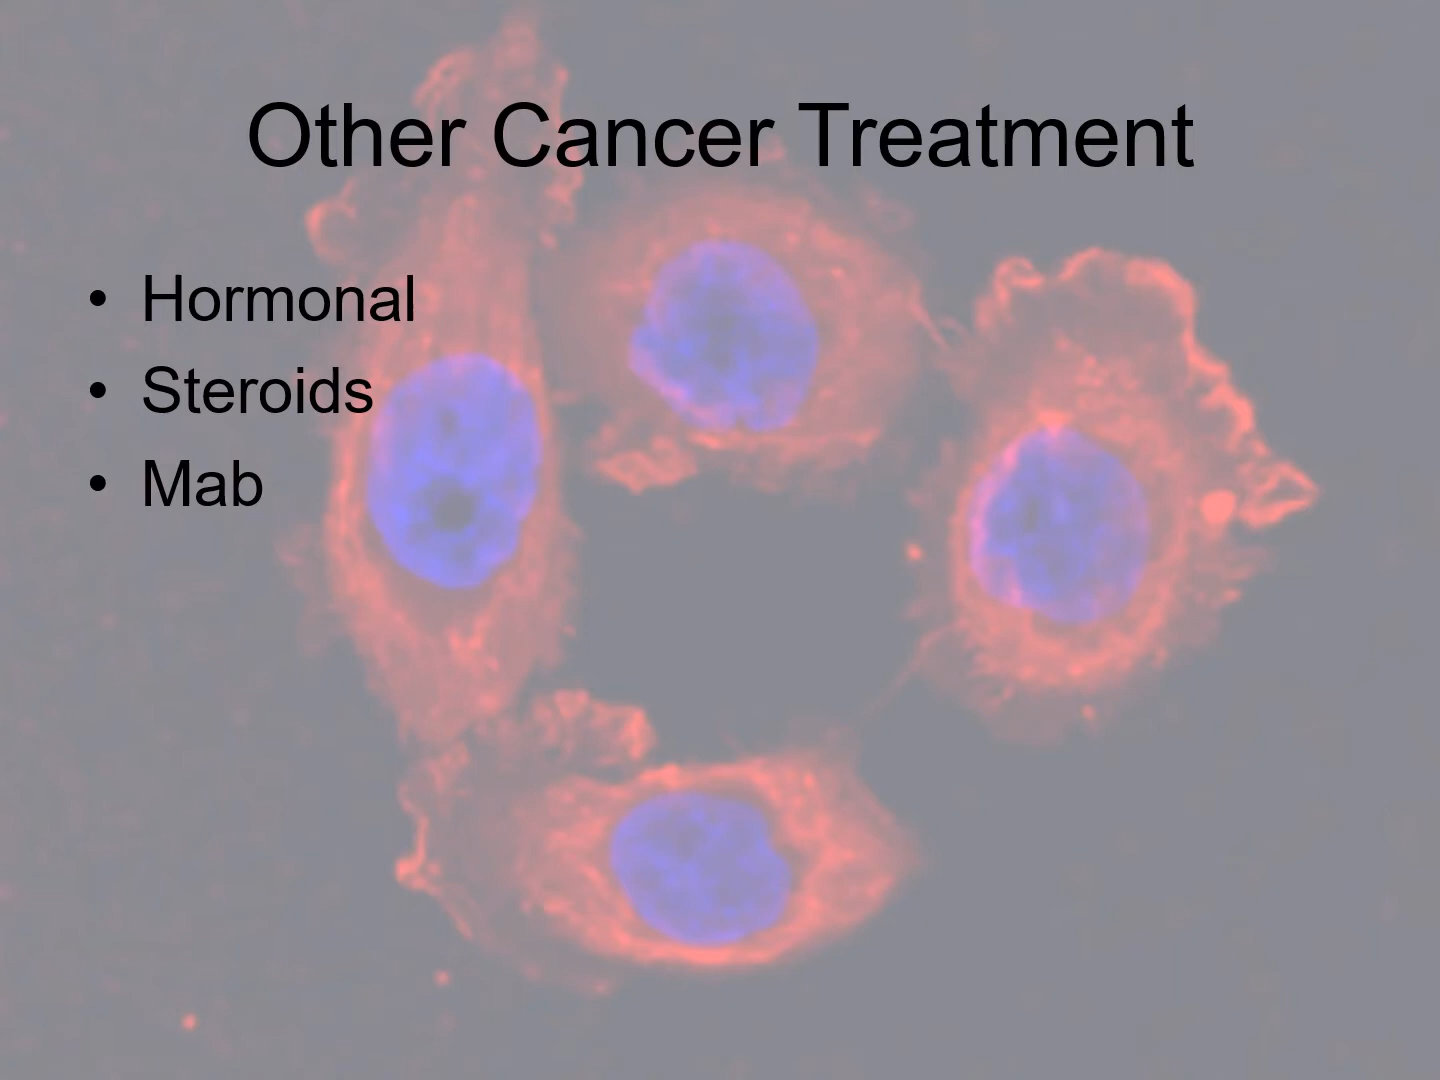 Other Cancer Treatment
• Hormonal
• Steroids
• Mab